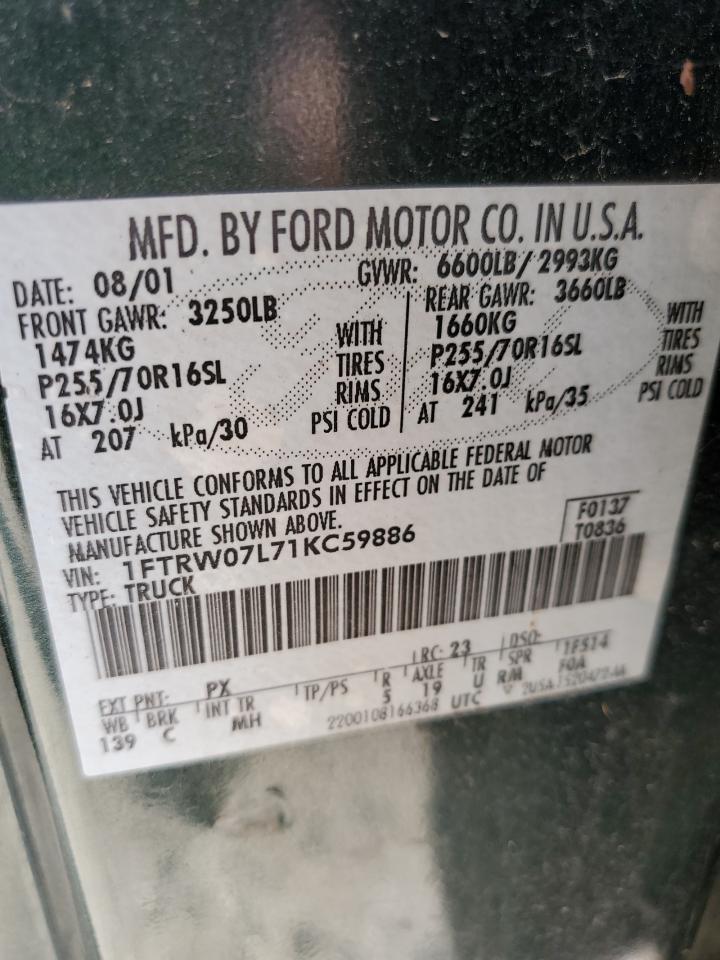 MFD. BY FORD MOTOR CO. IN U.S.A.
DATE: 08/01 GVWR: 6600LB/2993KG
FRONT GAWR: 3250LB REAR GAWR: 3660LB
1474KG WITH 1660KG WITH
P255/70R16SL TIRES P255/70R16SL TIRES
16X7.0J RIMS 16X7.0J RIMS
AT 207 kPa/30 PSI COLD AT 241 kPa/35 PSI COLD
THIS VEHICLE CONFORMS TO ALL APPLICABLE FEDERAL MOTOR
VEHICLE SAFETY STANDARDS IN EFFECT ON THE DATE OF
MANUFACTURE SHOWN ABOVE.
F0137
VIN: 1FTRW07L71KC59886 T0836
TYPE: TRUCK
EXT PNT: PX RC: 23 DSO:
WB BRK INT TR TP/PS R AXLE TR SPR 1F514
139 C MH 5 19 U RM FOA
2200108166368 UTC